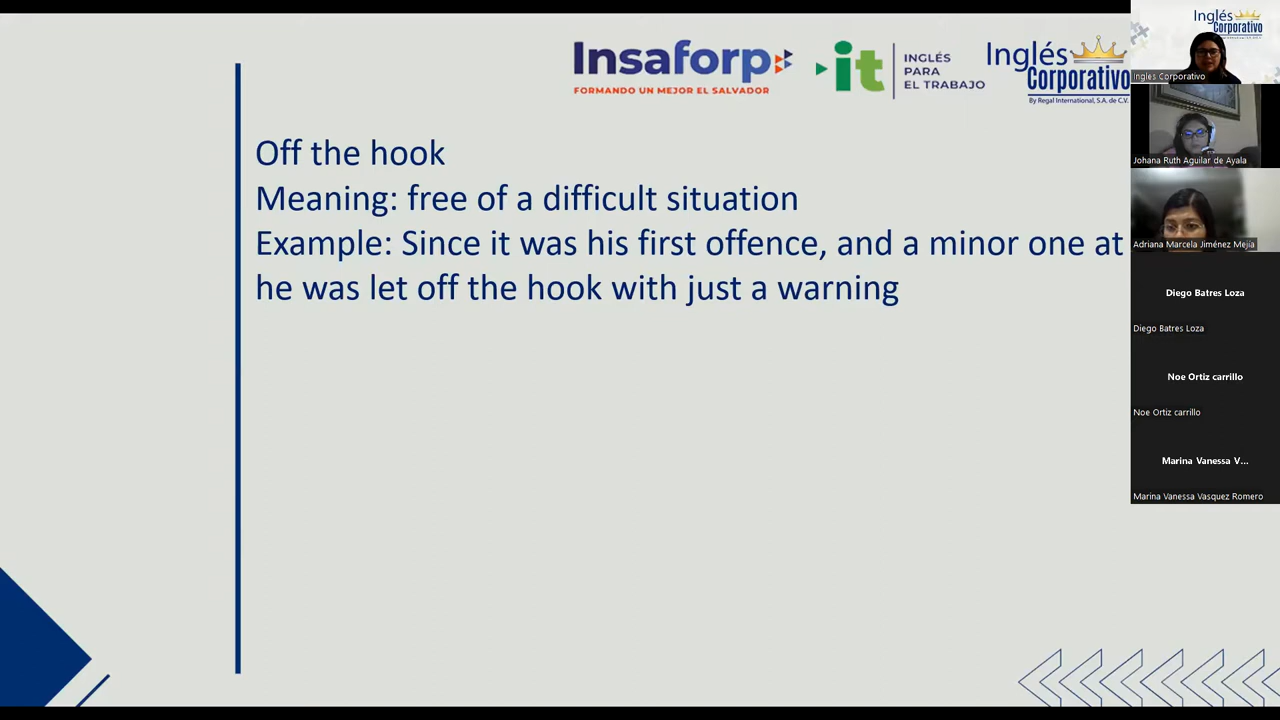 Insaforp
FORMANDO UN MEJOR EL SALVADOR
it
INGLÉS
PARA
EL TRABAJO
Inglés
Corporativo
By Regal International, S.A. de C.V.
Off the hook
Meaning: free of a difficult situation
Example: Since it was his first offence, and a minor one at
he was let off the hook with just a warning
Inglés
Corporativo
Ingles Corporativo
Johana Ruth Aguilar de Ayala
Adriana Marcela Jiménez Mejía
Diego Batres Loza
Diego Batres Loza
Noe Ortiz carrillo
Noe Ortiz carrillo
Marina Vanessa V...
Marina Vanessa Vasquez Romero